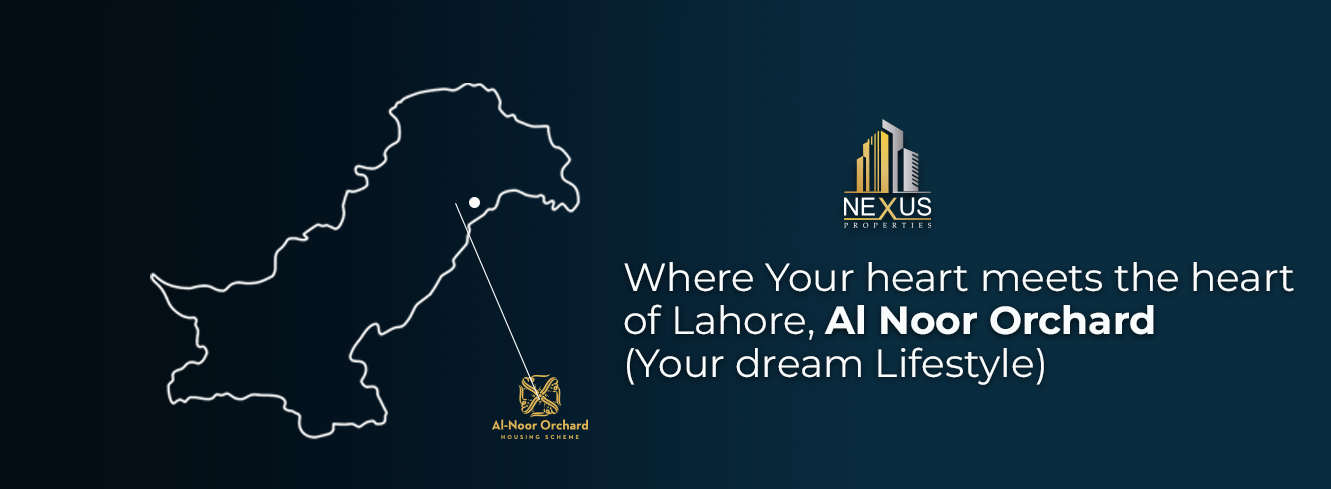 NEXUS
PROPERTIES
Where Your heart meets the heart
of Lahore, Al Noor Orchard
(Your dream Lifestyle)
Al-Noor Orchard
HOUSING SCHEME